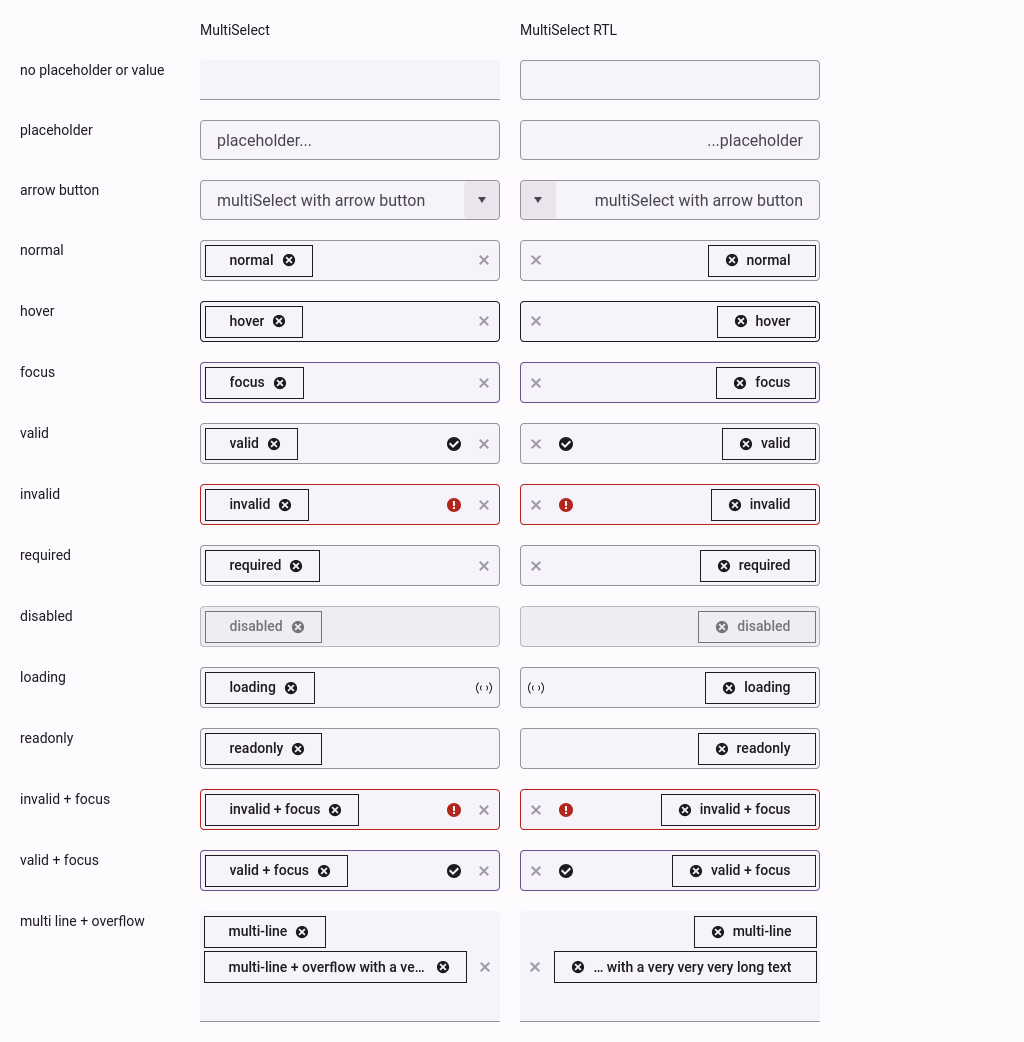 MultiSelect MultiSelect RTL
no placeholder or value
placeholder placeholder... ...placeholder
arrow button multiSelect with arrow button multiSelect with arrow button
normal normal normal
hover hover hover
focus focus focus
valid valid valid
invalid invalid invalid
required required required
disabled disabled disabled
loading loading loading
readonly readonly readonly
invalid + focus invalid + focus invalid + focus
valid + focus valid + focus valid + focus
multi line + overflow multi-line multi-line
multi-line + overflow with a ve... ... with a very very very long text